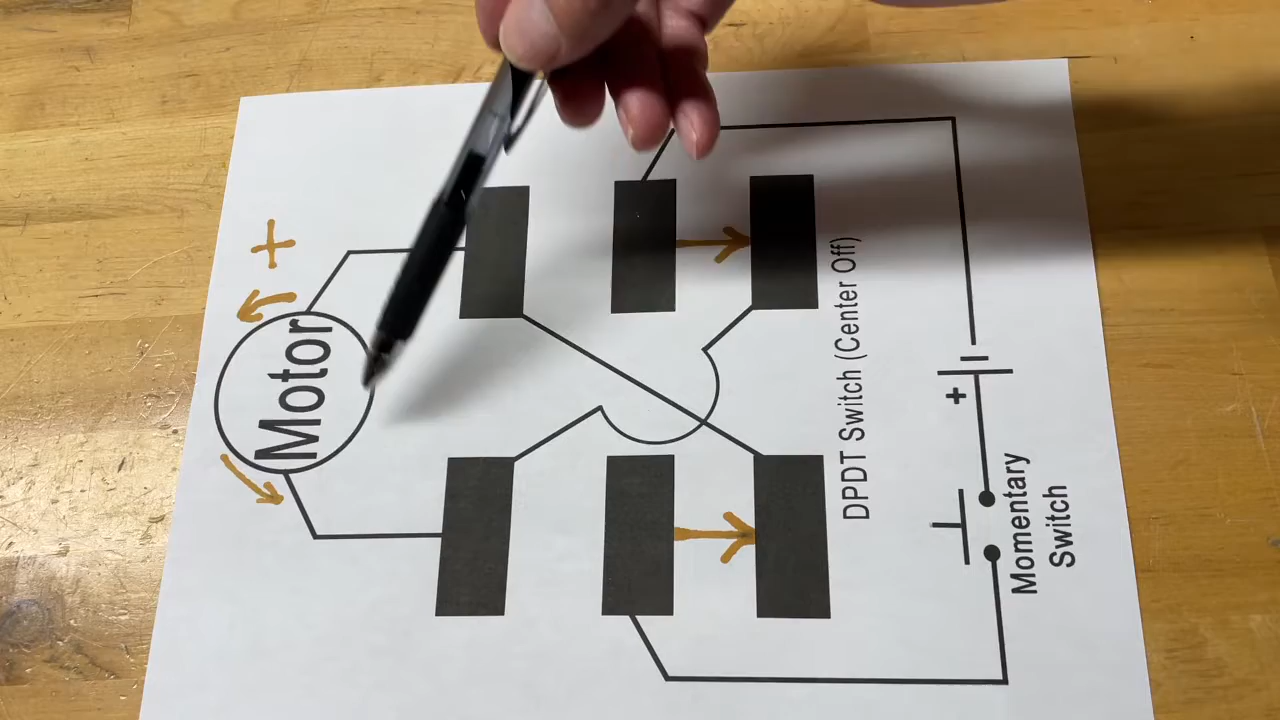 Motor
+
DPDT Switch (Center Off)
+
Momentary
Switch